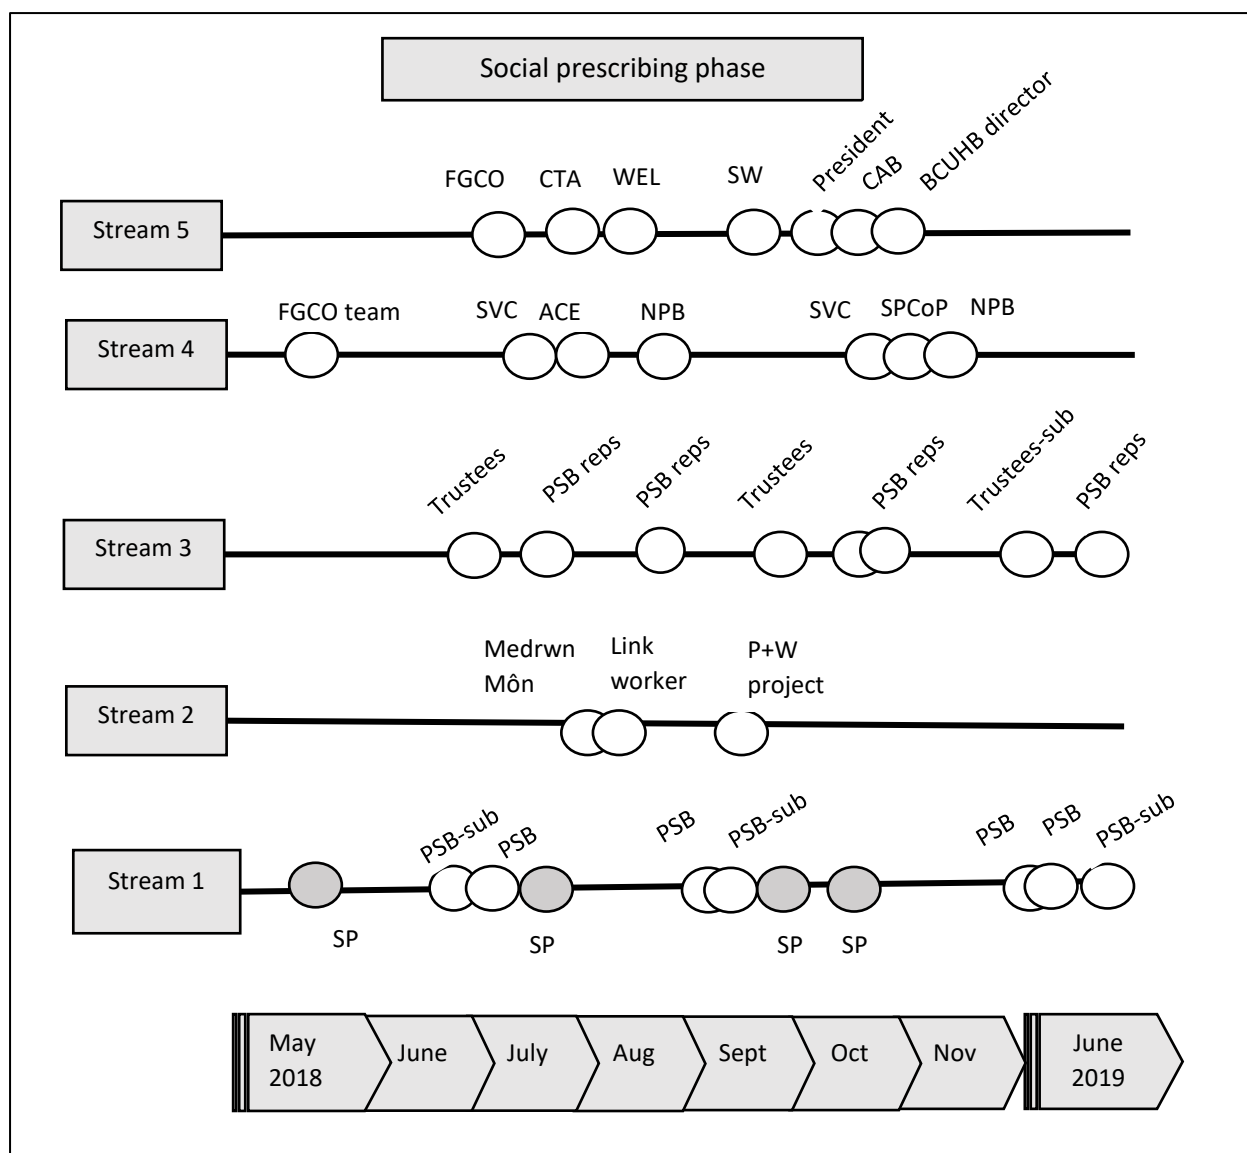 Social prescribing phase
FGCO
CTA
WEL
SW
President
CAB
BCUHB director
Stream 5
FGCO team
SVC
ACE
NPB
SVC
SPCoP
NPB
Stream 4
Trustees
PSB reps
PSB reps
Trustees
PSB reps
Trustees-sub
PSB reps
Stream 3
Medrwn
Môn
Link
worker
P+W
project
Stream 2
PSB-sub
PSB
PSB
PSB-sub
PSB
PSB
PSB-sub
Stream 1
SP
SP
SP
SP
May
2018
June
July
Aug
Sept
Oct
Nov
June
2019